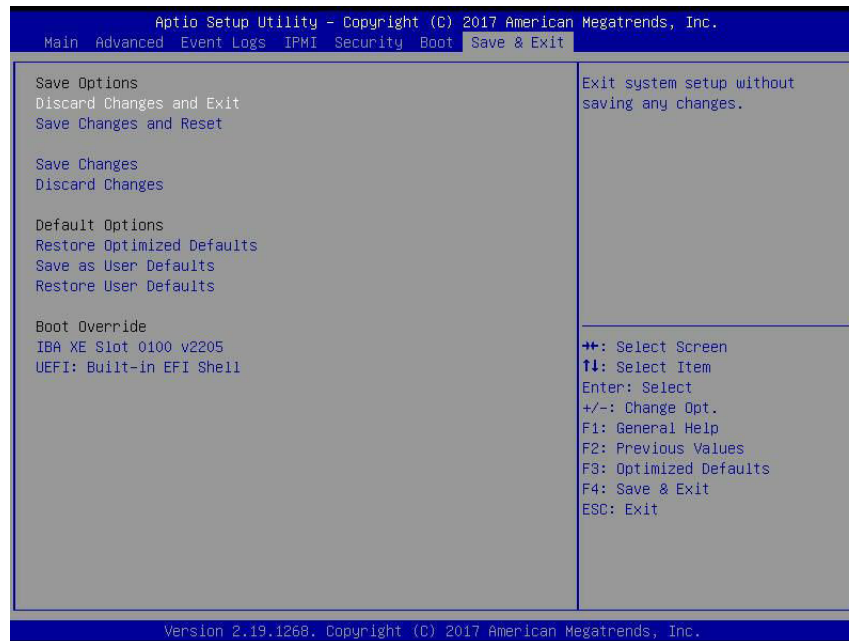 Aptio Setup Utility – Copyright (C) 2017 American Megatrends, Inc.
Main Advanced Event Logs IPMI Security Boot Save & Exit
Save Options
Discard Changes and Exit
Save Changes and Reset
Save Changes
Discard Changes
Default Options
Restore Optimized Defaults
Save as User Defaults
Restore User Defaults
Boot Override
IBA XE Slot 0100 v2205
UEFI: Built-in EFI Shell
Exit system setup without
saving any changes.
→←: Select Screen
↑↓: Select Item
Enter: Select
+/-: Change Opt.
F1: General Help
F2: Previous Values
F3: Optimized Defaults
F4: Save & Exit
ESC: Exit
Version 2.19.1268. Copyright (C) 2017 American Megatrends, Inc.